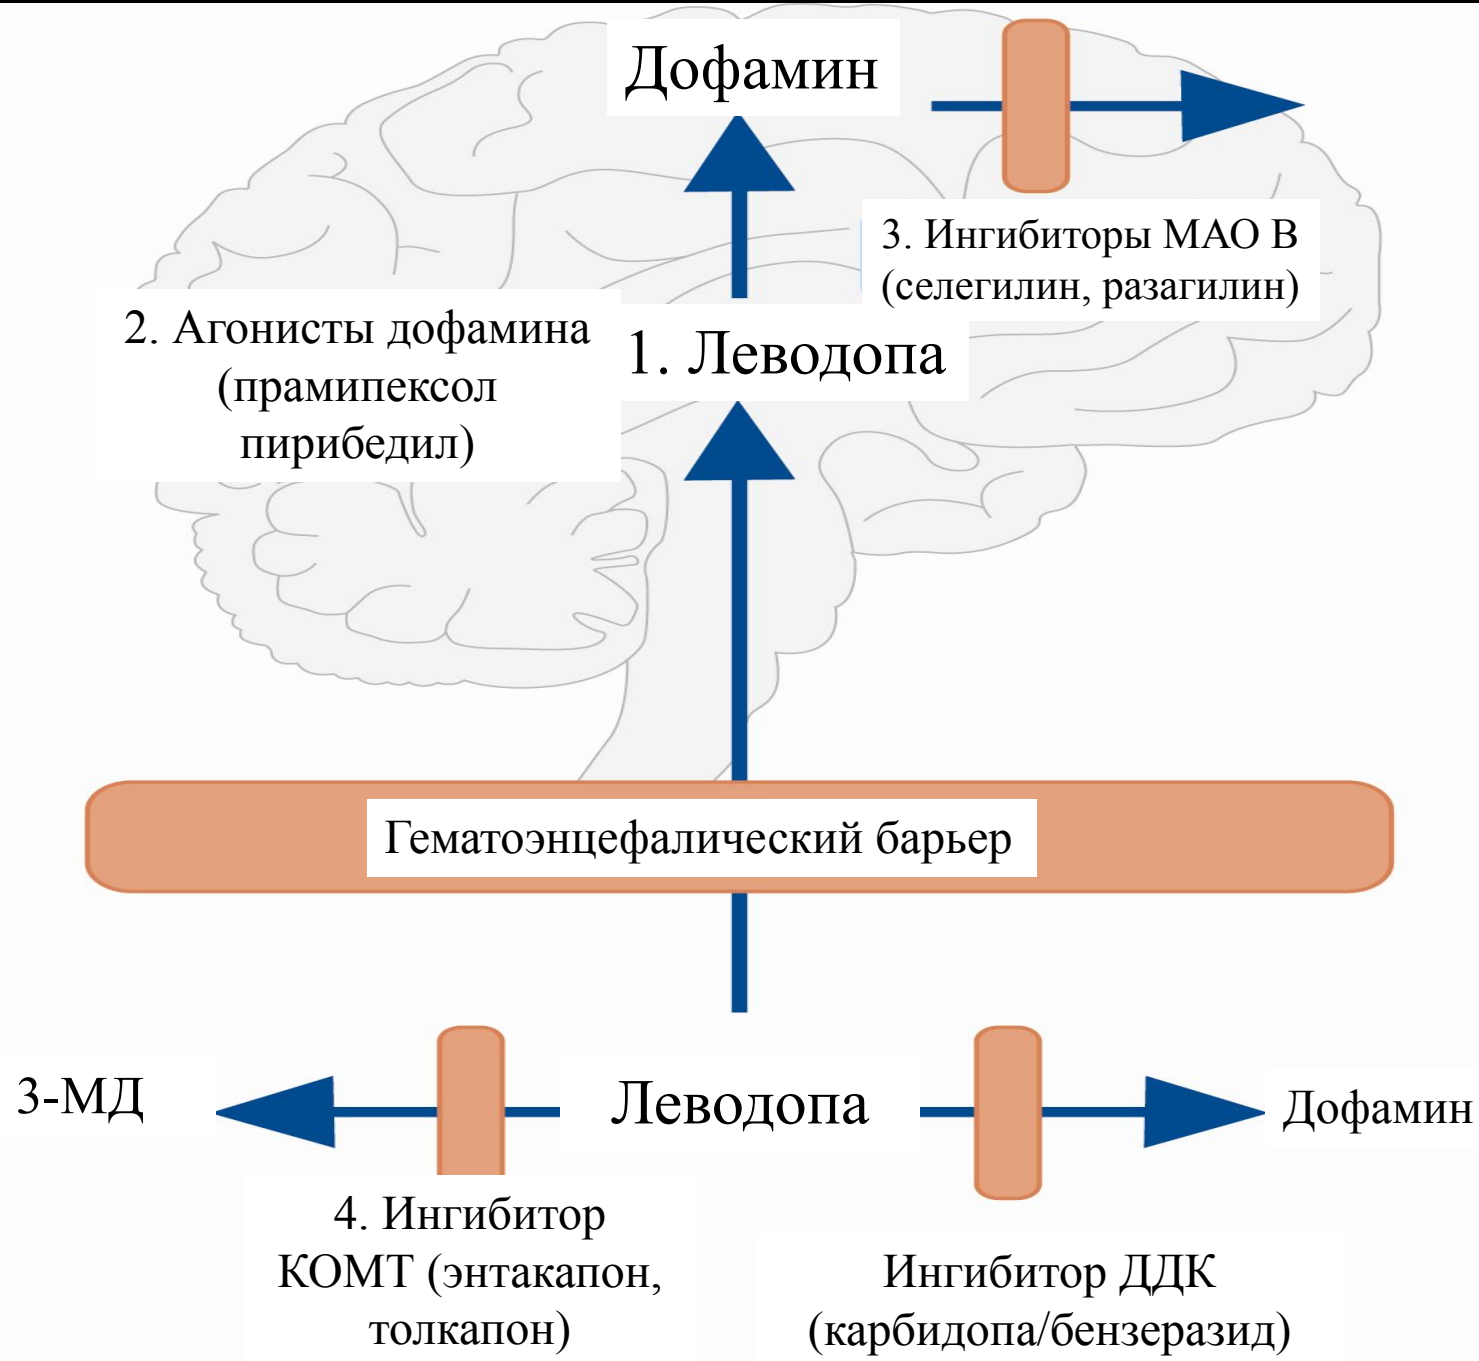 Дофамин
3. Ингибиторы МАО В
(селегилин, разагилин)
2. Агонисты дофамина
(прамипексол
пирибедил)
1. Леводопа
Гематоэнцефалический барьер
3-МД
Леводопа
Дофамин
4. Ингибитор
КОМТ (энтакапон,
толкапон)
Ингибитор ДДК
(карбидопа/бензеразид)